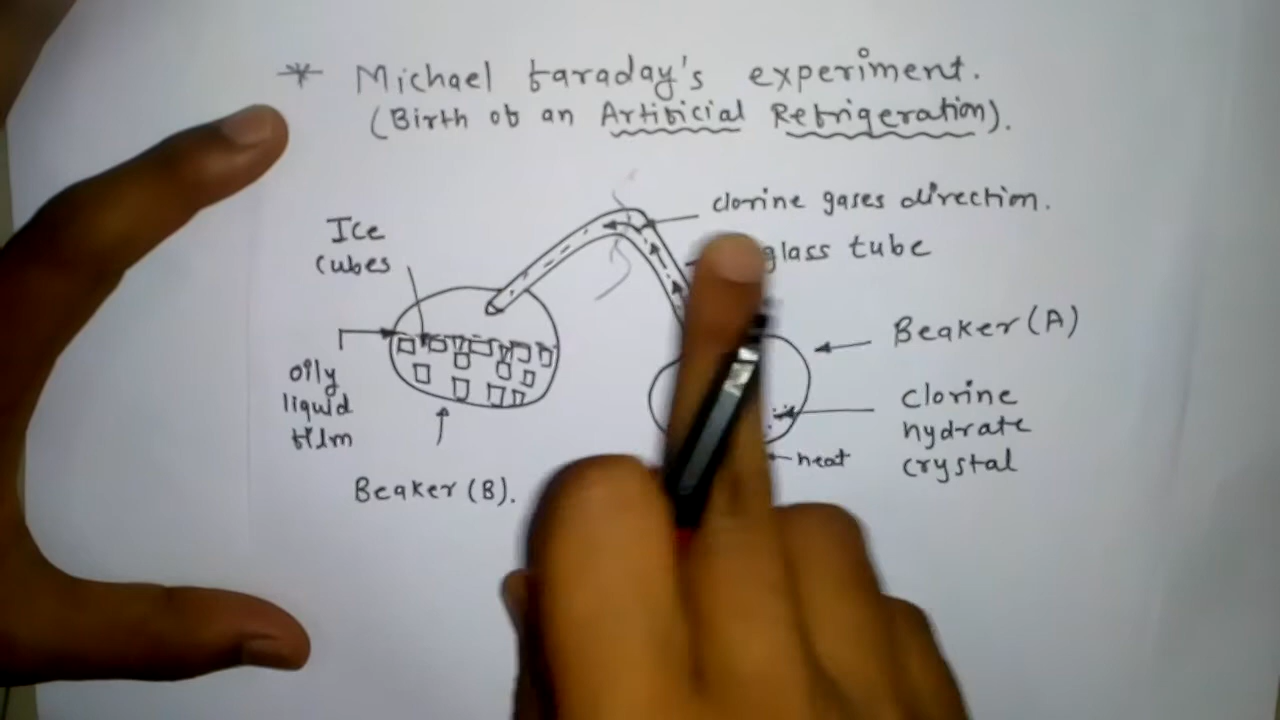 * Michael faraday's experiment.
(Birth of an Artificial Refrigeration).
clorine gases direction.
Ice
cubes
glass tube
Beaker (A)
oily
liquid
film
clorine
hydrate
crystal
heat
Beaker (B).